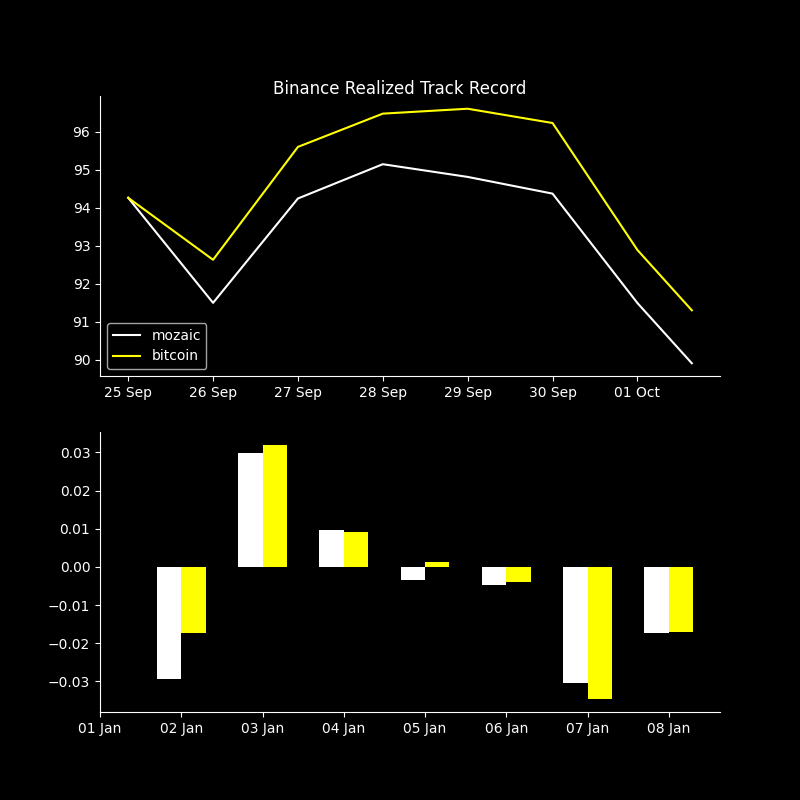 Binance Realized Track Record
96
95
94
93
92
91
90
mozaic
bitcoin
25 Sep 26 Sep 27 Sep 28 Sep 29 Sep 30 Sep 01 Oct
0.03
0.02
0.01
0.00
−0.01
−0.02
−0.03
01 Jan 02 Jan 03 Jan 04 Jan 05 Jan 06 Jan 07 Jan 08 Jan